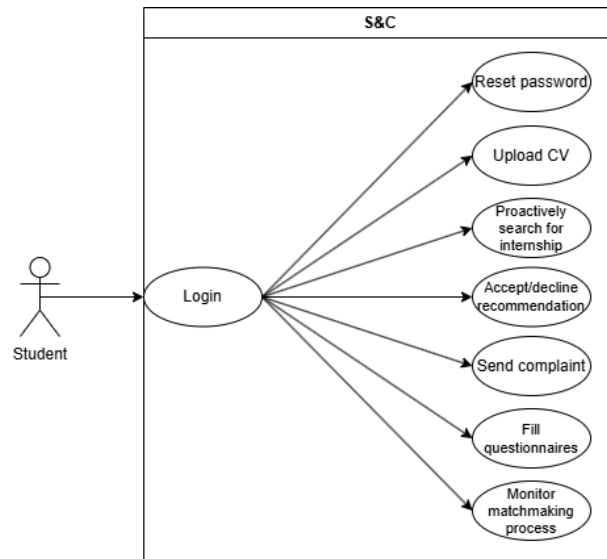 S&C
Reset password
Upload CV
Proactively
search for
internship
Login
Accept/decline
recommendation
Student
Send complaint
Fill
questionnaires
Monitor
matchmaking
process